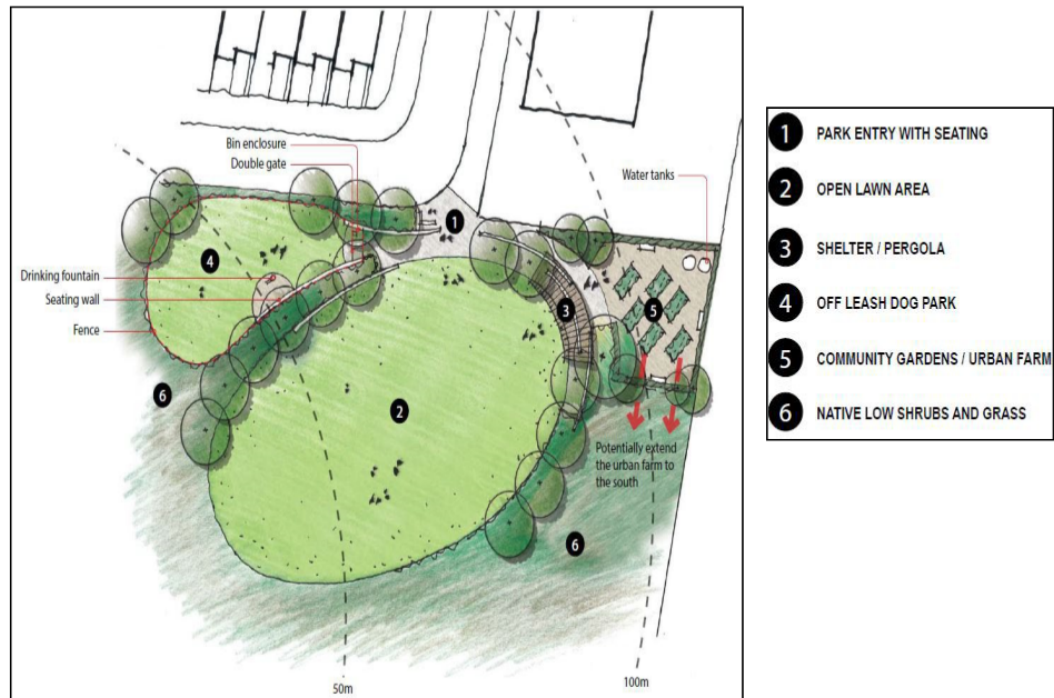 Bin enclosure
Double gate
Water tanks
1
4
Drinking fountain
Seating wall
Fence
3
5
6
2
Potentially extend
the urban farm to
the south
6
50m
100m
1 PARK ENTRY WITH SEATING
2 OPEN LAWN AREA
3 SHELTER / PERGOLA
4 OFF LEASH DOG PARK
5 COMMUNITY GARDENS / URBAN FARM
6 NATIVE LOW SHRUBS AND GRASS